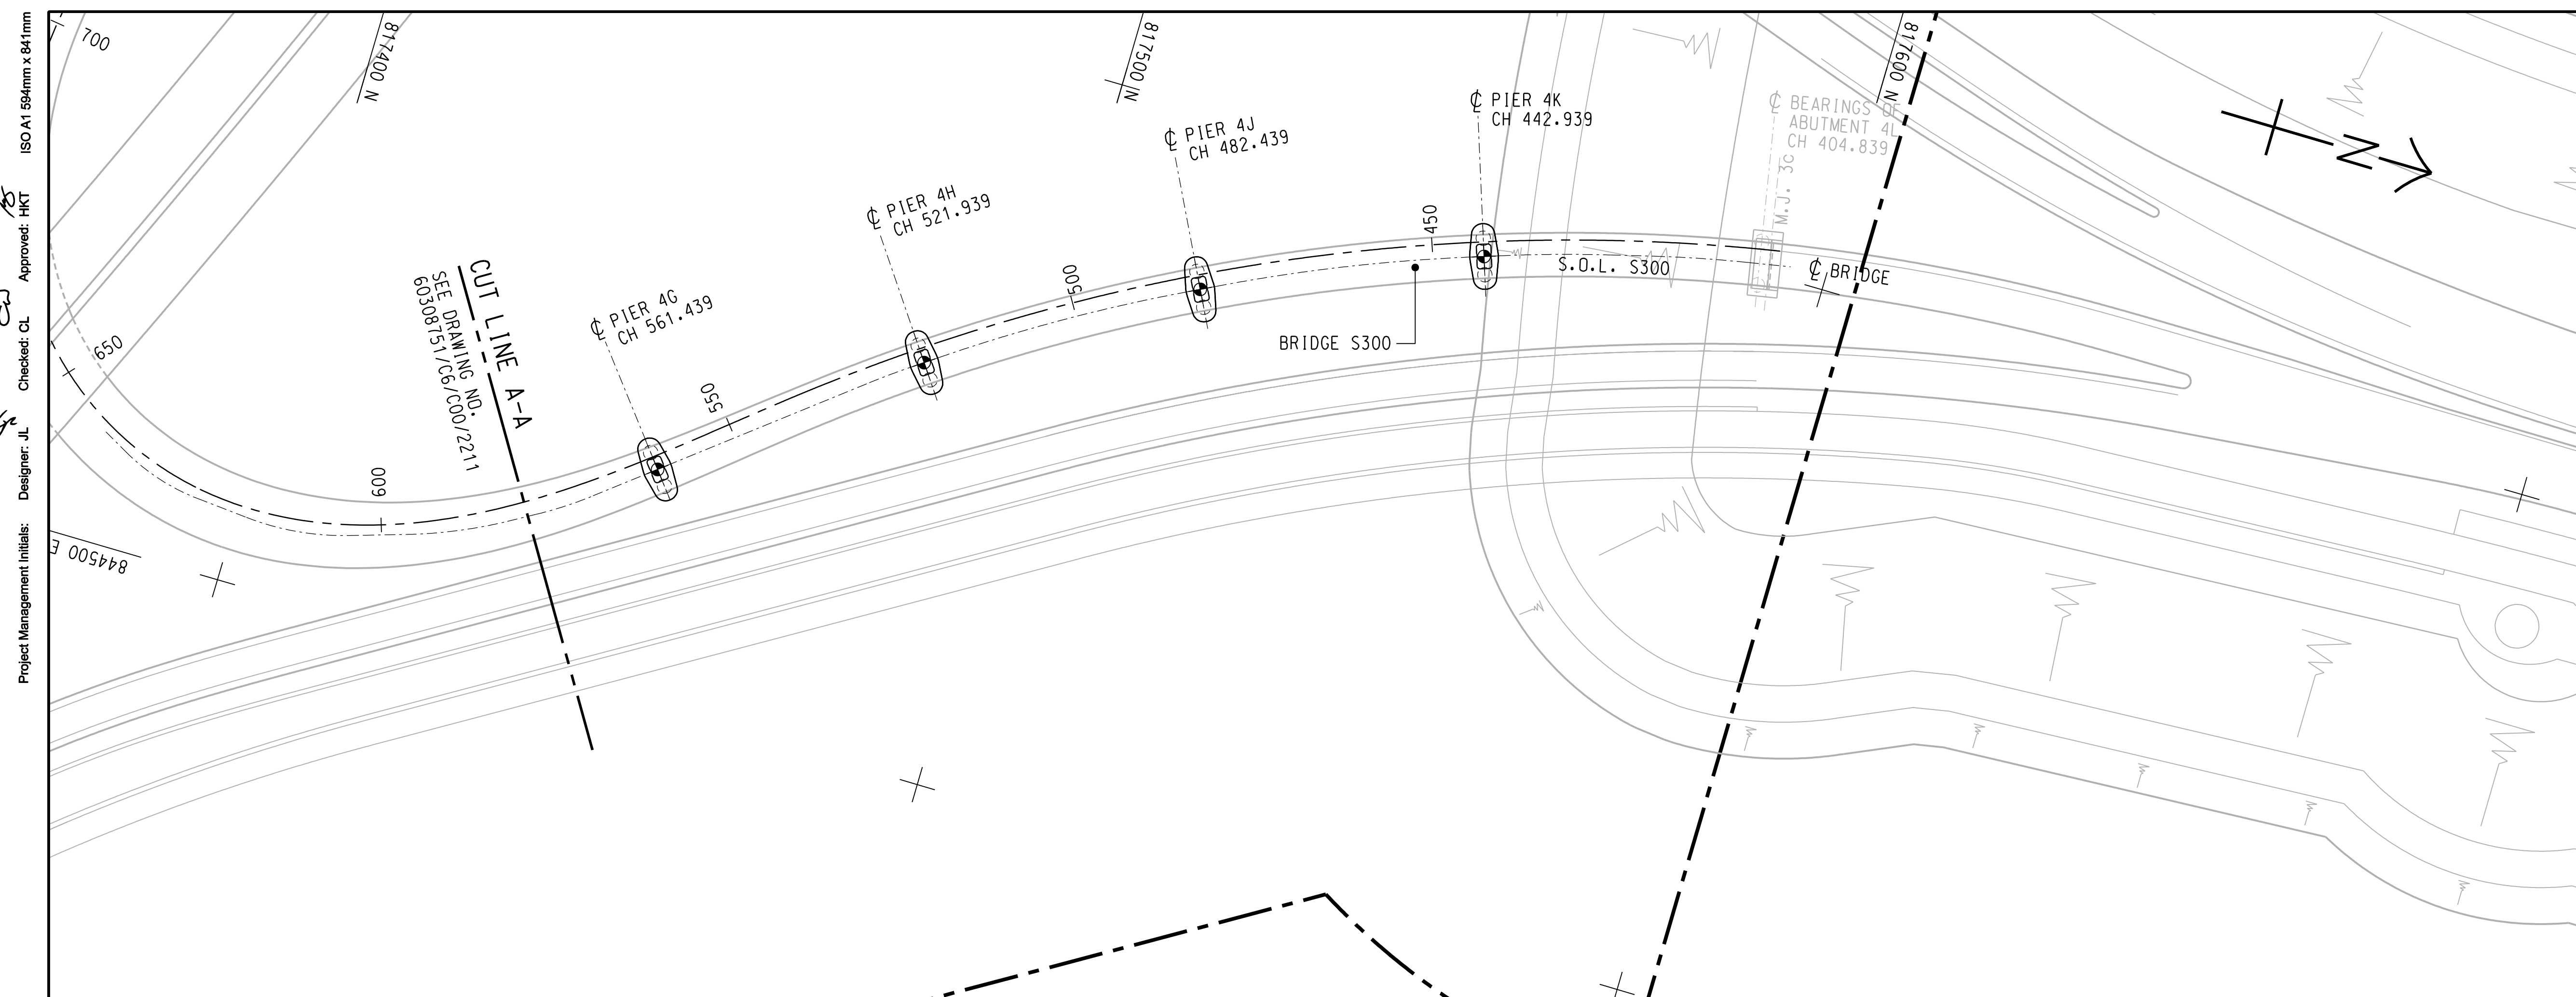 ISO A1 594mm x 841mm
Approved: HKT
Checked: CL
Designer: JL
Project Management Initials:
700
817400 N
817500 N
817600 N
℄ PIER 4K
CH 442.939
℄ BEARINGS OF
ABUTMENT 4L
CH 404.839
M.J. 3C
℄ PIER 4J
CH 482.439
℄ PIER 4H
CH 521.939
℄ PIER 4G
CH 561.439
N
450
500
550
600
650
S.O.L. S300
℄ BRIDGE
BRIDGE S300
CUT LINE A-A
SEE DRAWING NO.
60308751/C6/C00/2211
844500 E